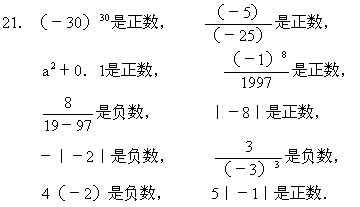 21. (-30)³⁰是正数, (-5)/(-25)是正数,
a²+0.1是正数, (-1)⁸/1997是正数,
8/(19-97)是负数, |-8|是正数,
-|-2|是负数, 3/(-3)³是负数,
4(-2)是负数, 5|-1|是正数.